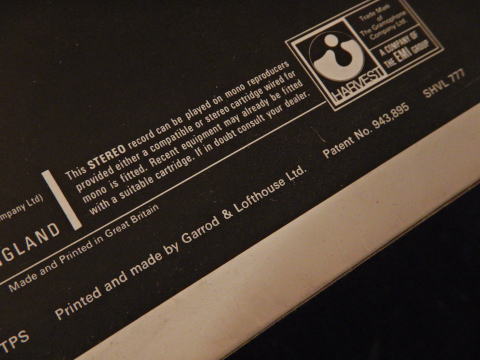 Trade Mark
of
The Gramophone
Company Ltd.
HARVEST
A COMPANY
OF
THE EMI GROUP
This STEREO record can be played on mono reproducers
provided either a compatible or stereo cartridge wired for
mono is fitted. Recent equipment may already be fitted
with a suitable cartridge. If in doubt consult your dealer.
Ltd)
Made and Printed in Great Britain
Printed and made by Garrod & Lofthouse Ltd.
Patent No. 943,895
SHVL 777
TPS